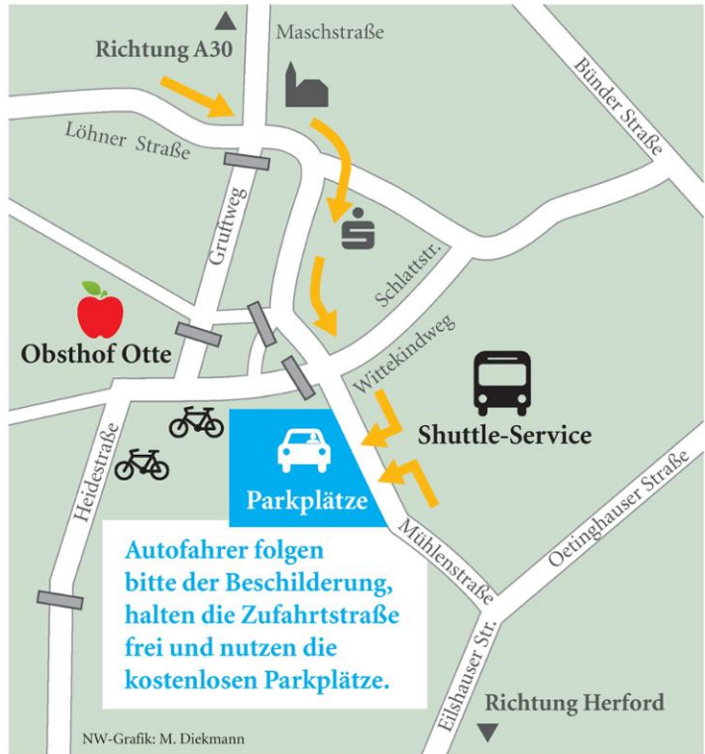 Maschstraße
Richtung A30
Bünder Straße
Löhner Straße
Gruftweg
Schlattstr.
Obsthof Otte
Wittekindweg
Shuttle-Service
Heidestraße
Parkplätze
Oetinghauser Straße
Mühlenstraße
Autofahrer folgen
bitte der Beschilderung,
halten die Zufahrtstraße
frei und nutzen die
kostenlosen Parkplätze.
Eilshauser Str.
Richtung Herford
NW-Grafik: M. Diekmann